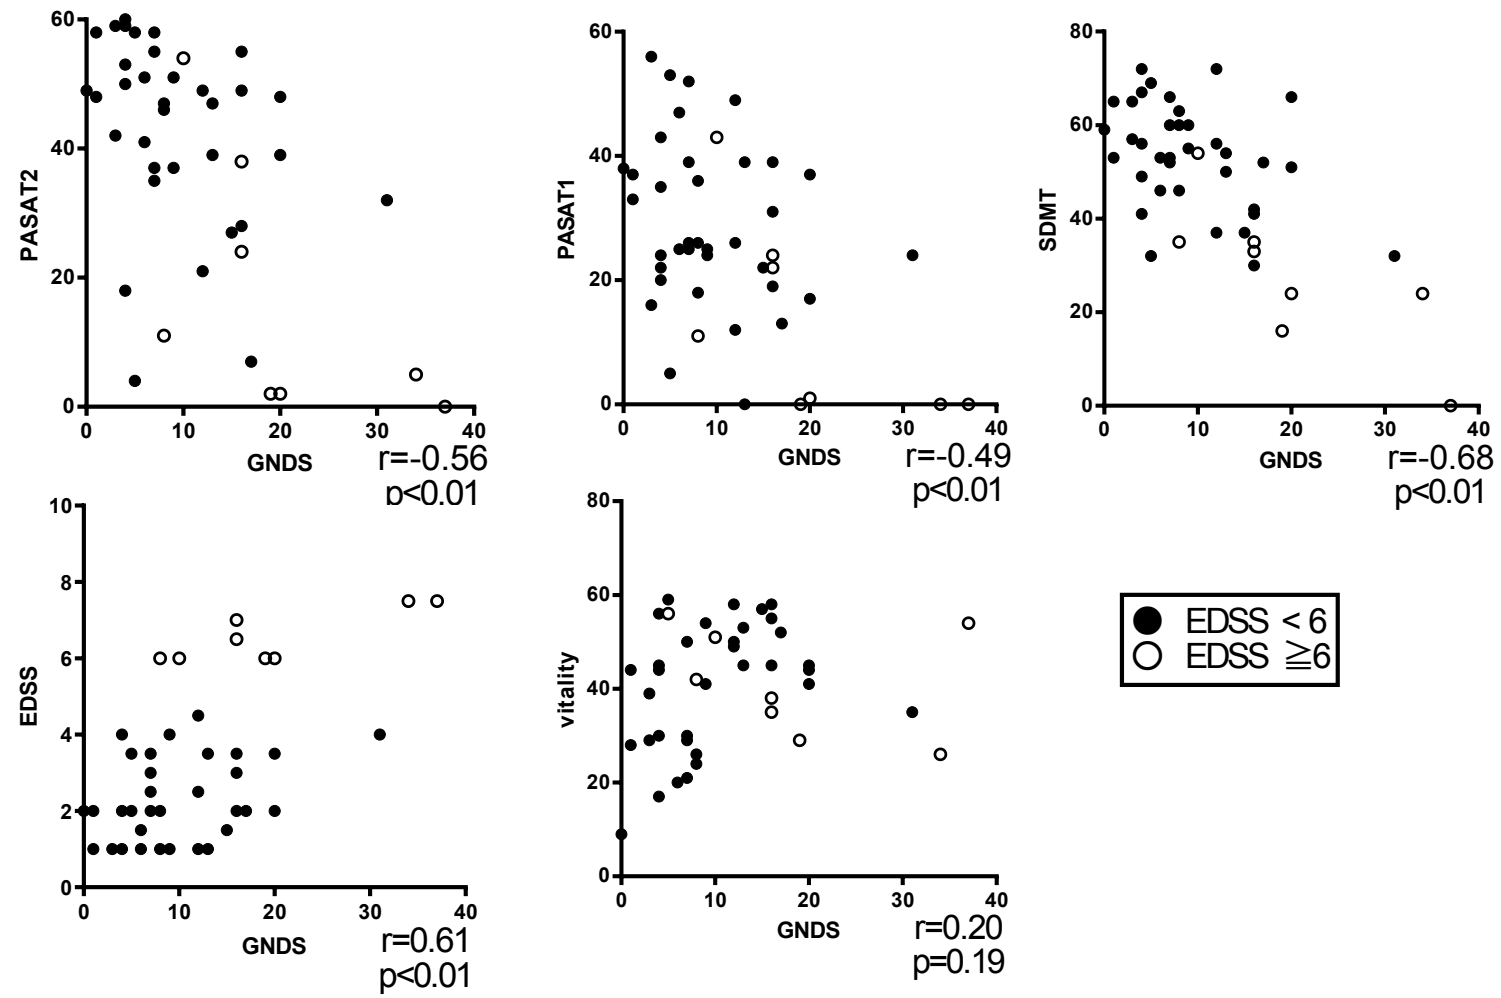 60
40
20
0
PASAT2
0 10 20 30 40
GNDS
r=-0.56
p<0.01
60
40
20
0
PASAT1
0 10 20 30 40
GNDS
r=-0.49
p<0.01
80
60
40
20
0
SDMT
0 10 20 30 40
GNDS
r=-0.68
p<0.01
10
8
6
4
2
0
EDSS
0 10 20 30 40
GNDS
r=0.61
p<0.01
80
60
40
20
0
vitality
0 10 20 30 40
GNDS
r=0.20
p=0.19
EDSS < 6
EDSS ≧6